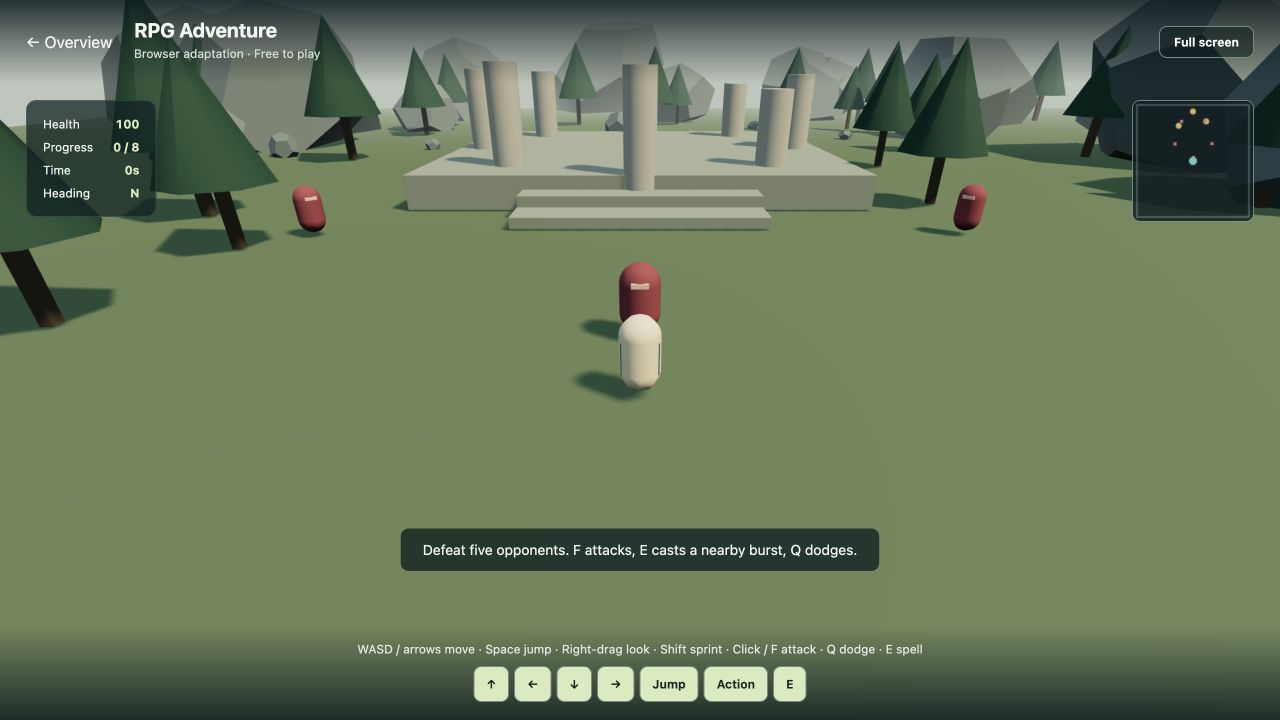 ← Overview
RPG Adventure
Browser adaptation · Free to play
Full screen
Health 100
Progress 0 / 8
Time 0s
Heading N
Defeat five opponents. F attacks, E casts a nearby burst, Q dodges.
WASD / arrows move · Space jump · Right-drag look · Shift sprint · Click / F attack · Q dodge · E spell
↑ ← ↓ → Jump Action E